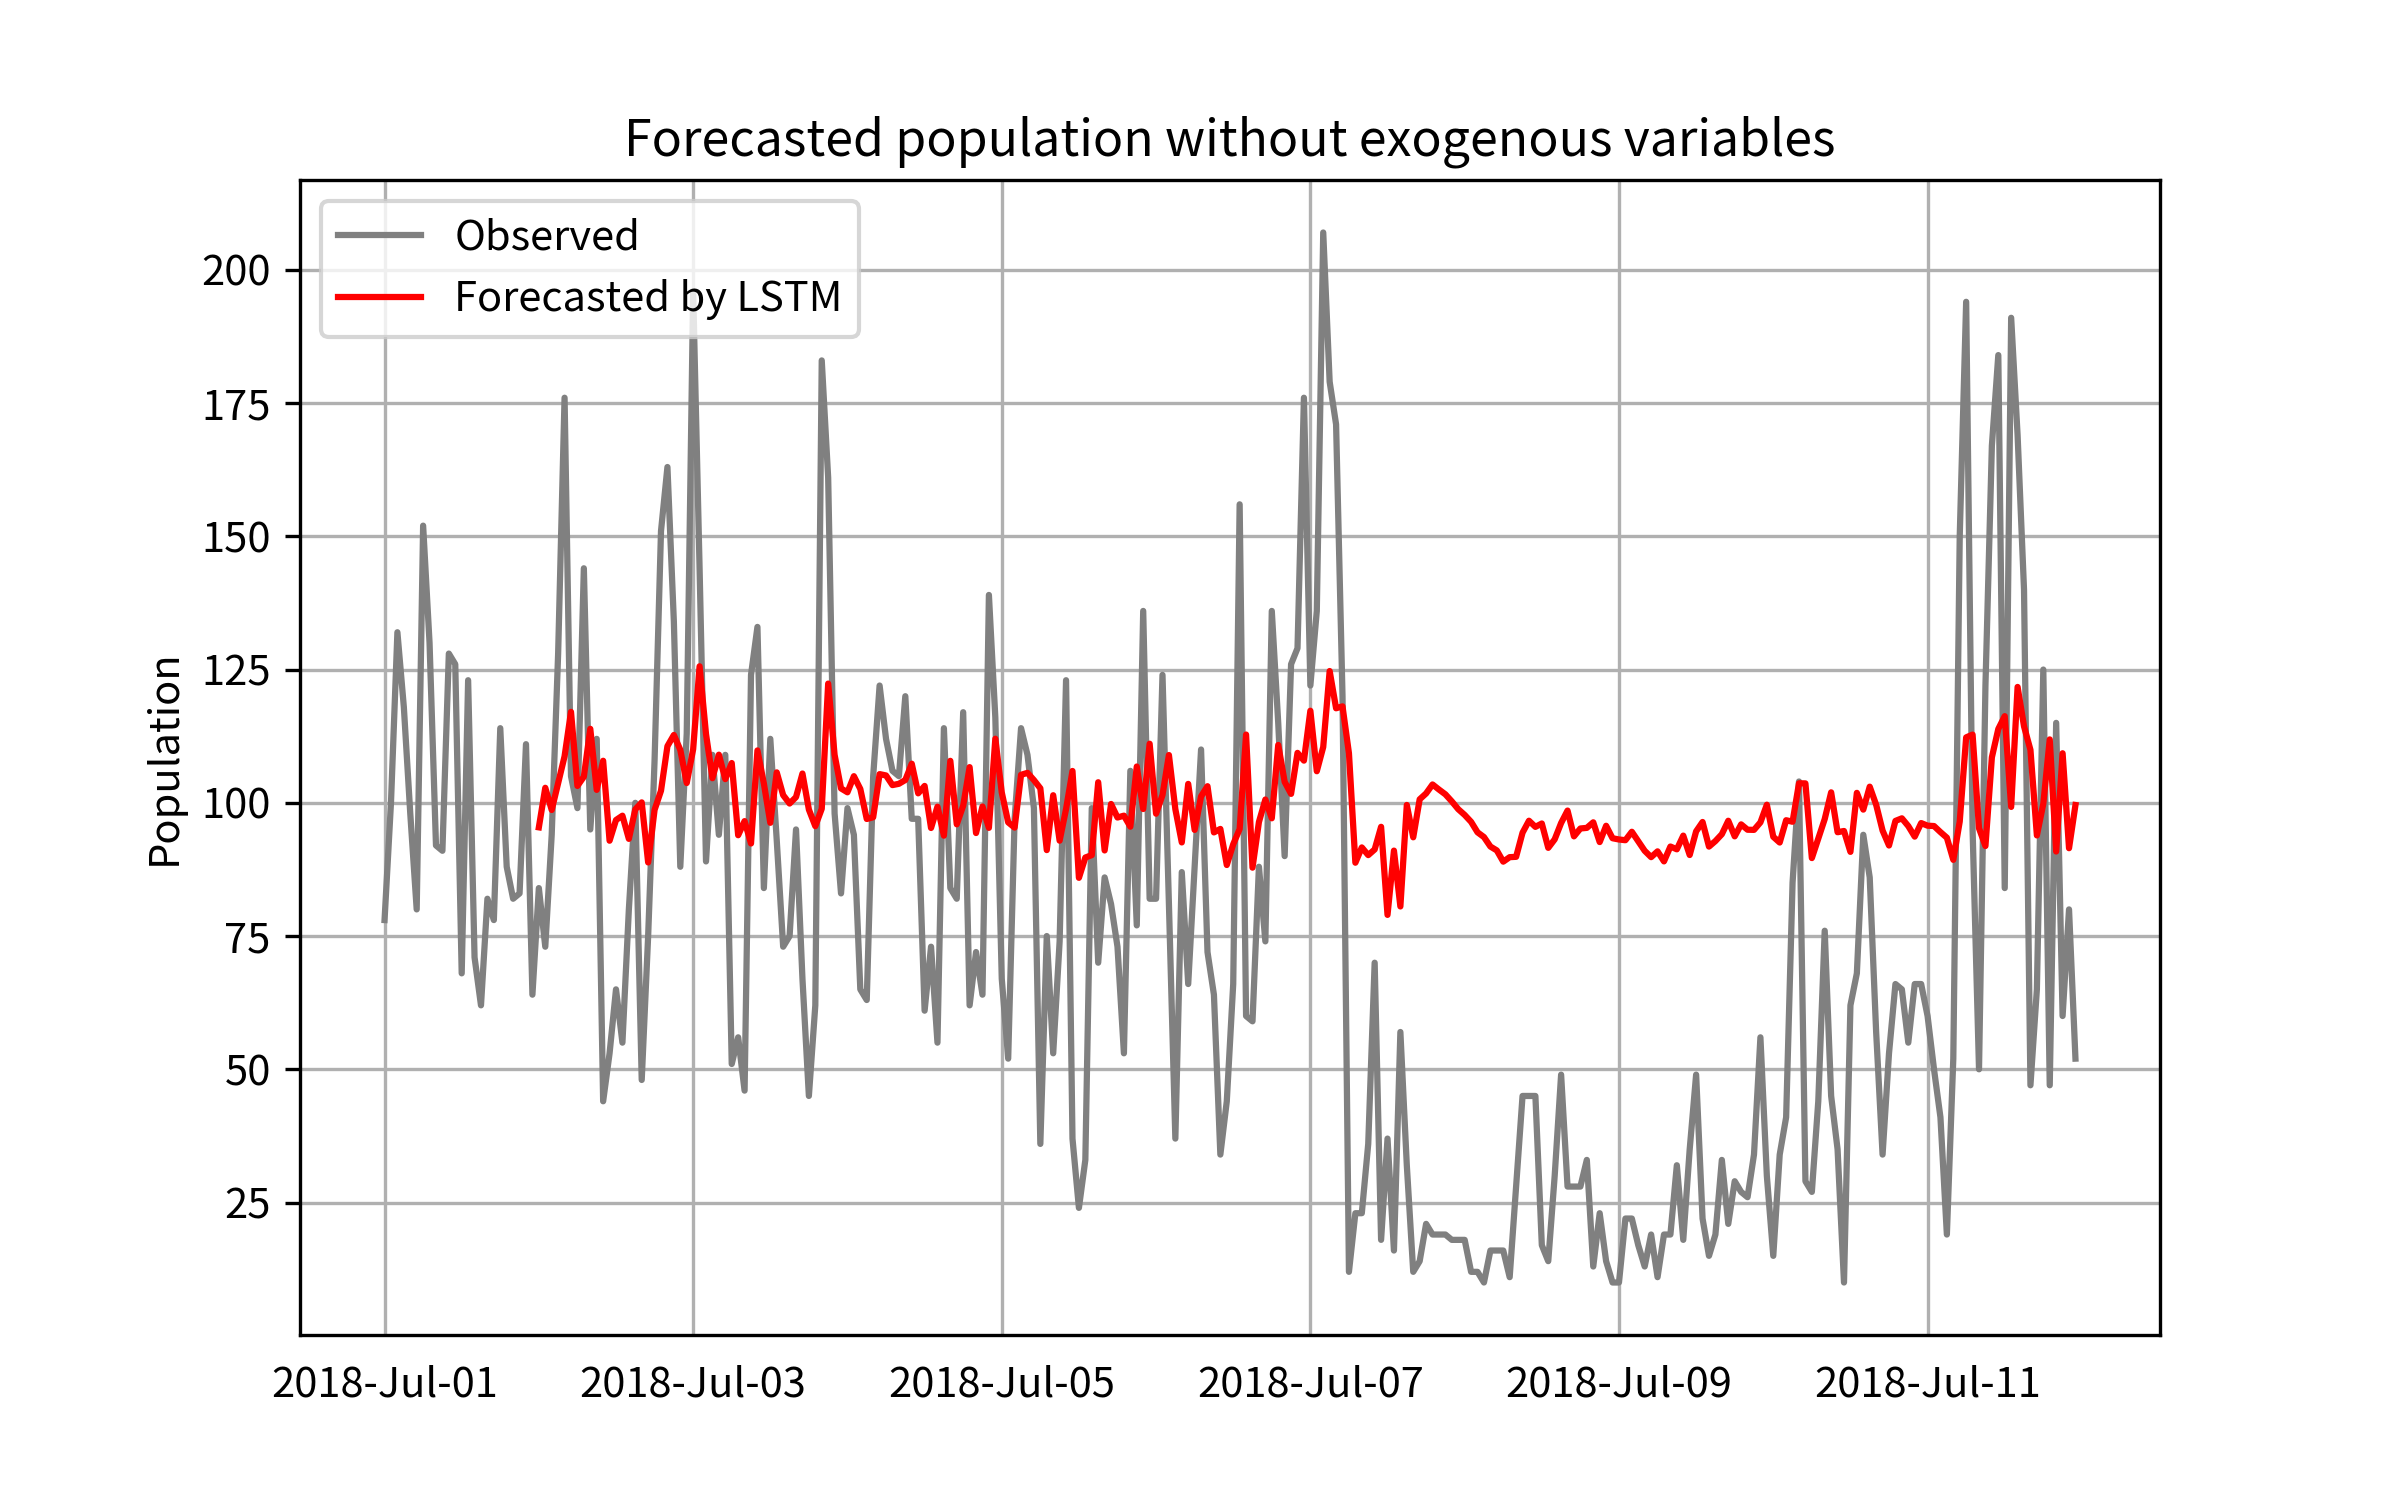 Forecasted population without exogenous variables
Observed
Forecasted by LSTM
Population
200
175
150
125
100
75
50
25
2018-Jul-01
2018-Jul-03
2018-Jul-05
2018-Jul-07
2018-Jul-09
2018-Jul-11